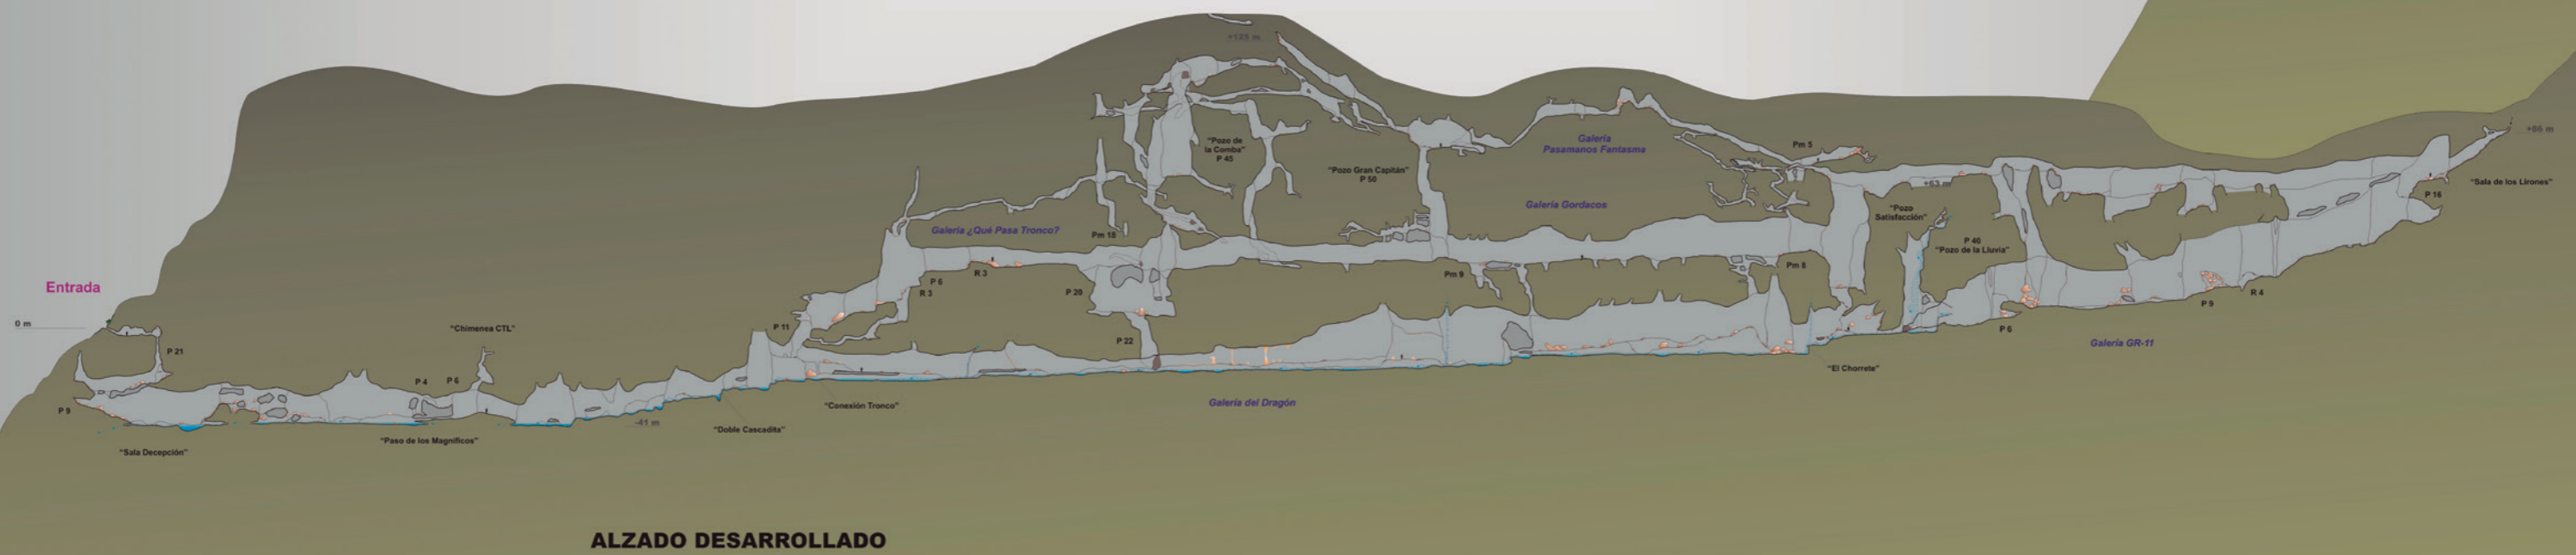 +125 m
"Pozo de
la Comba"
P 45
Galería
Pasamanos Fantasma
Pm 5
+86 m
"Pozo Gran Capitán"
P 50
+63 m
"Sala de los Lirones"
P 16
Galería Gordacos
"Pozo
Satisfacción"
Galería ¿Qué Pasa Tronco?
Pm 18
P 40
"Pozo de la Lluvia"
R 3
Pm 9
Pm 8
P 6
R 3
P 20
Entrada
R 4
P 9
0 m
"Chimenea CTL"
P 11
P 6
P 22
Galería GR-11
P 21
"El Chorrete"
P 4
P 6
"Conexión Tronco"
Galería del Dragón
P 9
-41 m
"Doble Cascadita"
"Paso de los Magníficos"
"Sala Decepción"
ALZADO DESARROLLADO